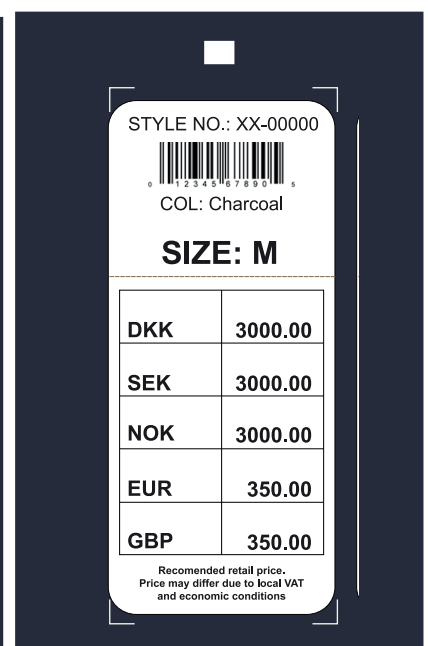 STYLE NO.: XX-00000
0 12345 67890 5
COL: Charcoal
SIZE: M
DKK 3000.00
SEK 3000.00
NOK 3000.00
EUR 350.00
GBP 350.00
Recomended retail price.
Price may differ due to local VAT
and economic conditions